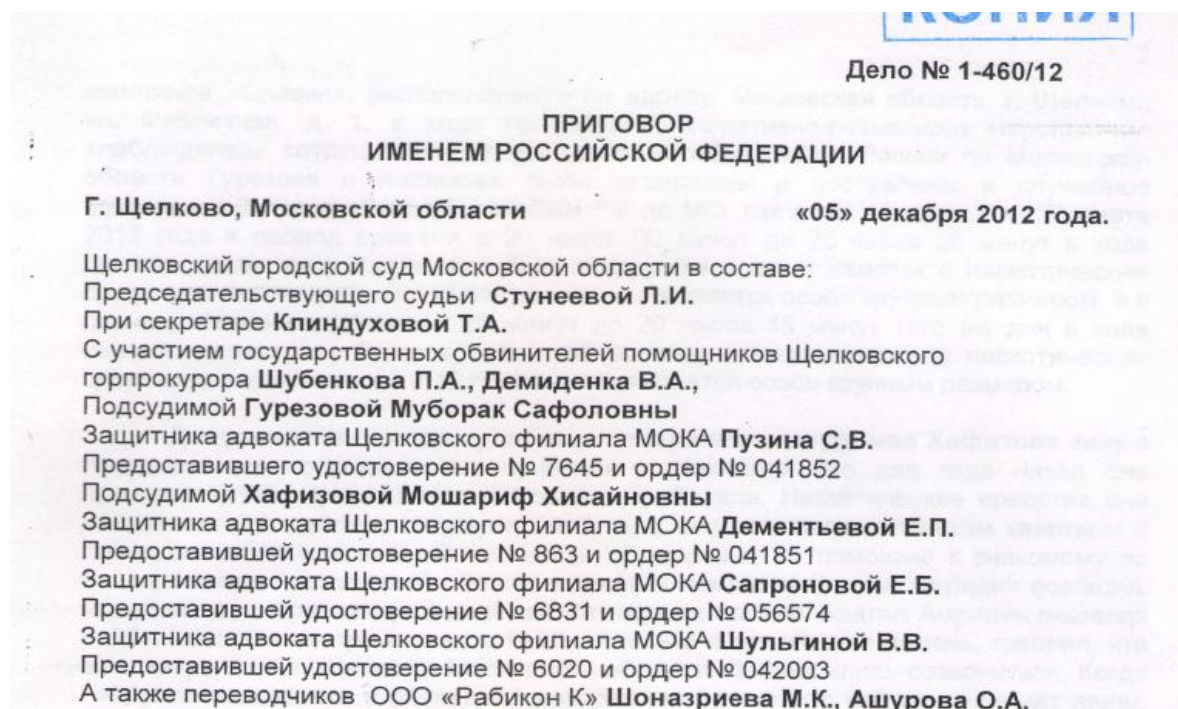 КОПИЯ
Дело № 1-460/12
ПРИГОВОР
ИМЕНЕМ РОССИЙСКОЙ ФЕДЕРАЦИИ
Г. Щелково, Московской области «05» декабря 2012 года.
Щелковский городской суд Московской области в составе:
Председательствующего судьи Стунеевой Л.И.
При секретаре Клиндуховой Т.А.
С участием государственных обвинителей помощников Щелковского
горпрокурора Шубенкова П.А., Демиденка В.А.,
Подсудимой Гурезовой Муборак Сафоловны
Защитника адвоката Щелковского филиала МОКА Пузина С.В.
Предоставившего удостоверение № 7645 и ордер № 041852
Подсудимой Хафизовой Мошариф Хисайновны
Защитника адвоката Щелковского филиала МОКА Дементьевой Е.П.
Предоставившей удостоверение № 863 и ордер № 041851
Защитника адвоката Щелковского филиала МОКА Сапроновой Е.Б.
Предоставившей удостоверение № 6831 и ордер № 056574
Защитника адвоката Щелковского филиала МОКА Шульгиной В.В.
Предоставившей удостоверение № 6020 и ордер № 042003
А также переводчиков ООО «Рабикон К» Шоназриева М.К., Ашурова О.А.